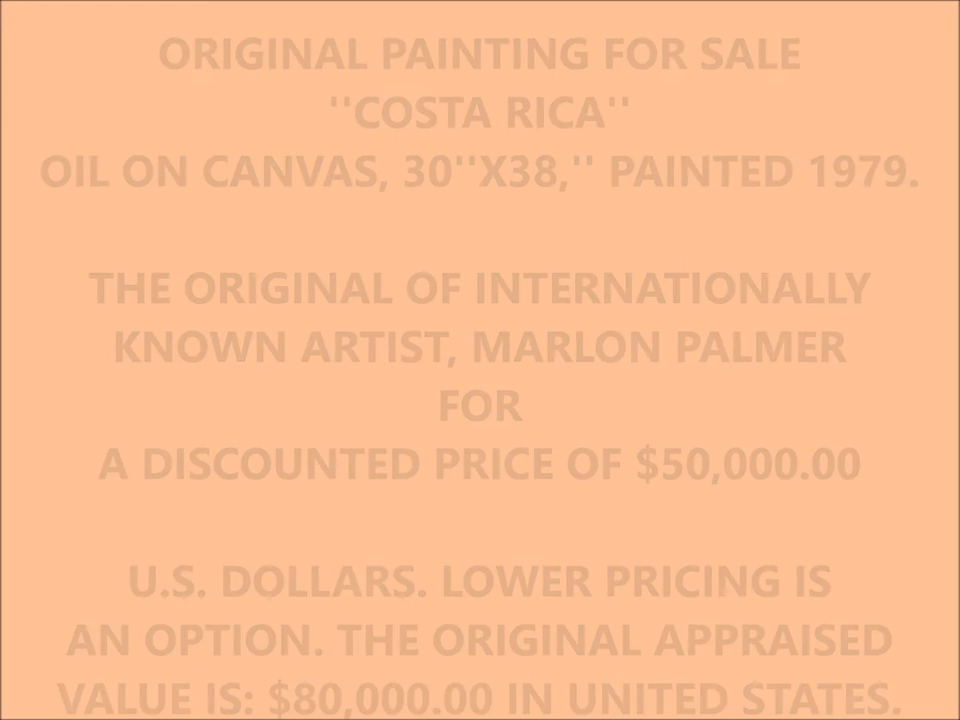 ORIGINAL PAINTING FOR SALE
''COSTA RICA''
OIL ON CANVAS, 30''X38,'' PAINTED 1979.
THE ORIGINAL OF INTERNATIONALLY
KNOWN ARTIST, MARLON PALMER
FOR
A DISCOUNTED PRICE OF $50,000.00
U.S. DOLLARS. LOWER PRICING IS
AN OPTION. THE ORIGINAL APPRAISED
VALUE IS: $80,000.00 IN UNITED STATES.